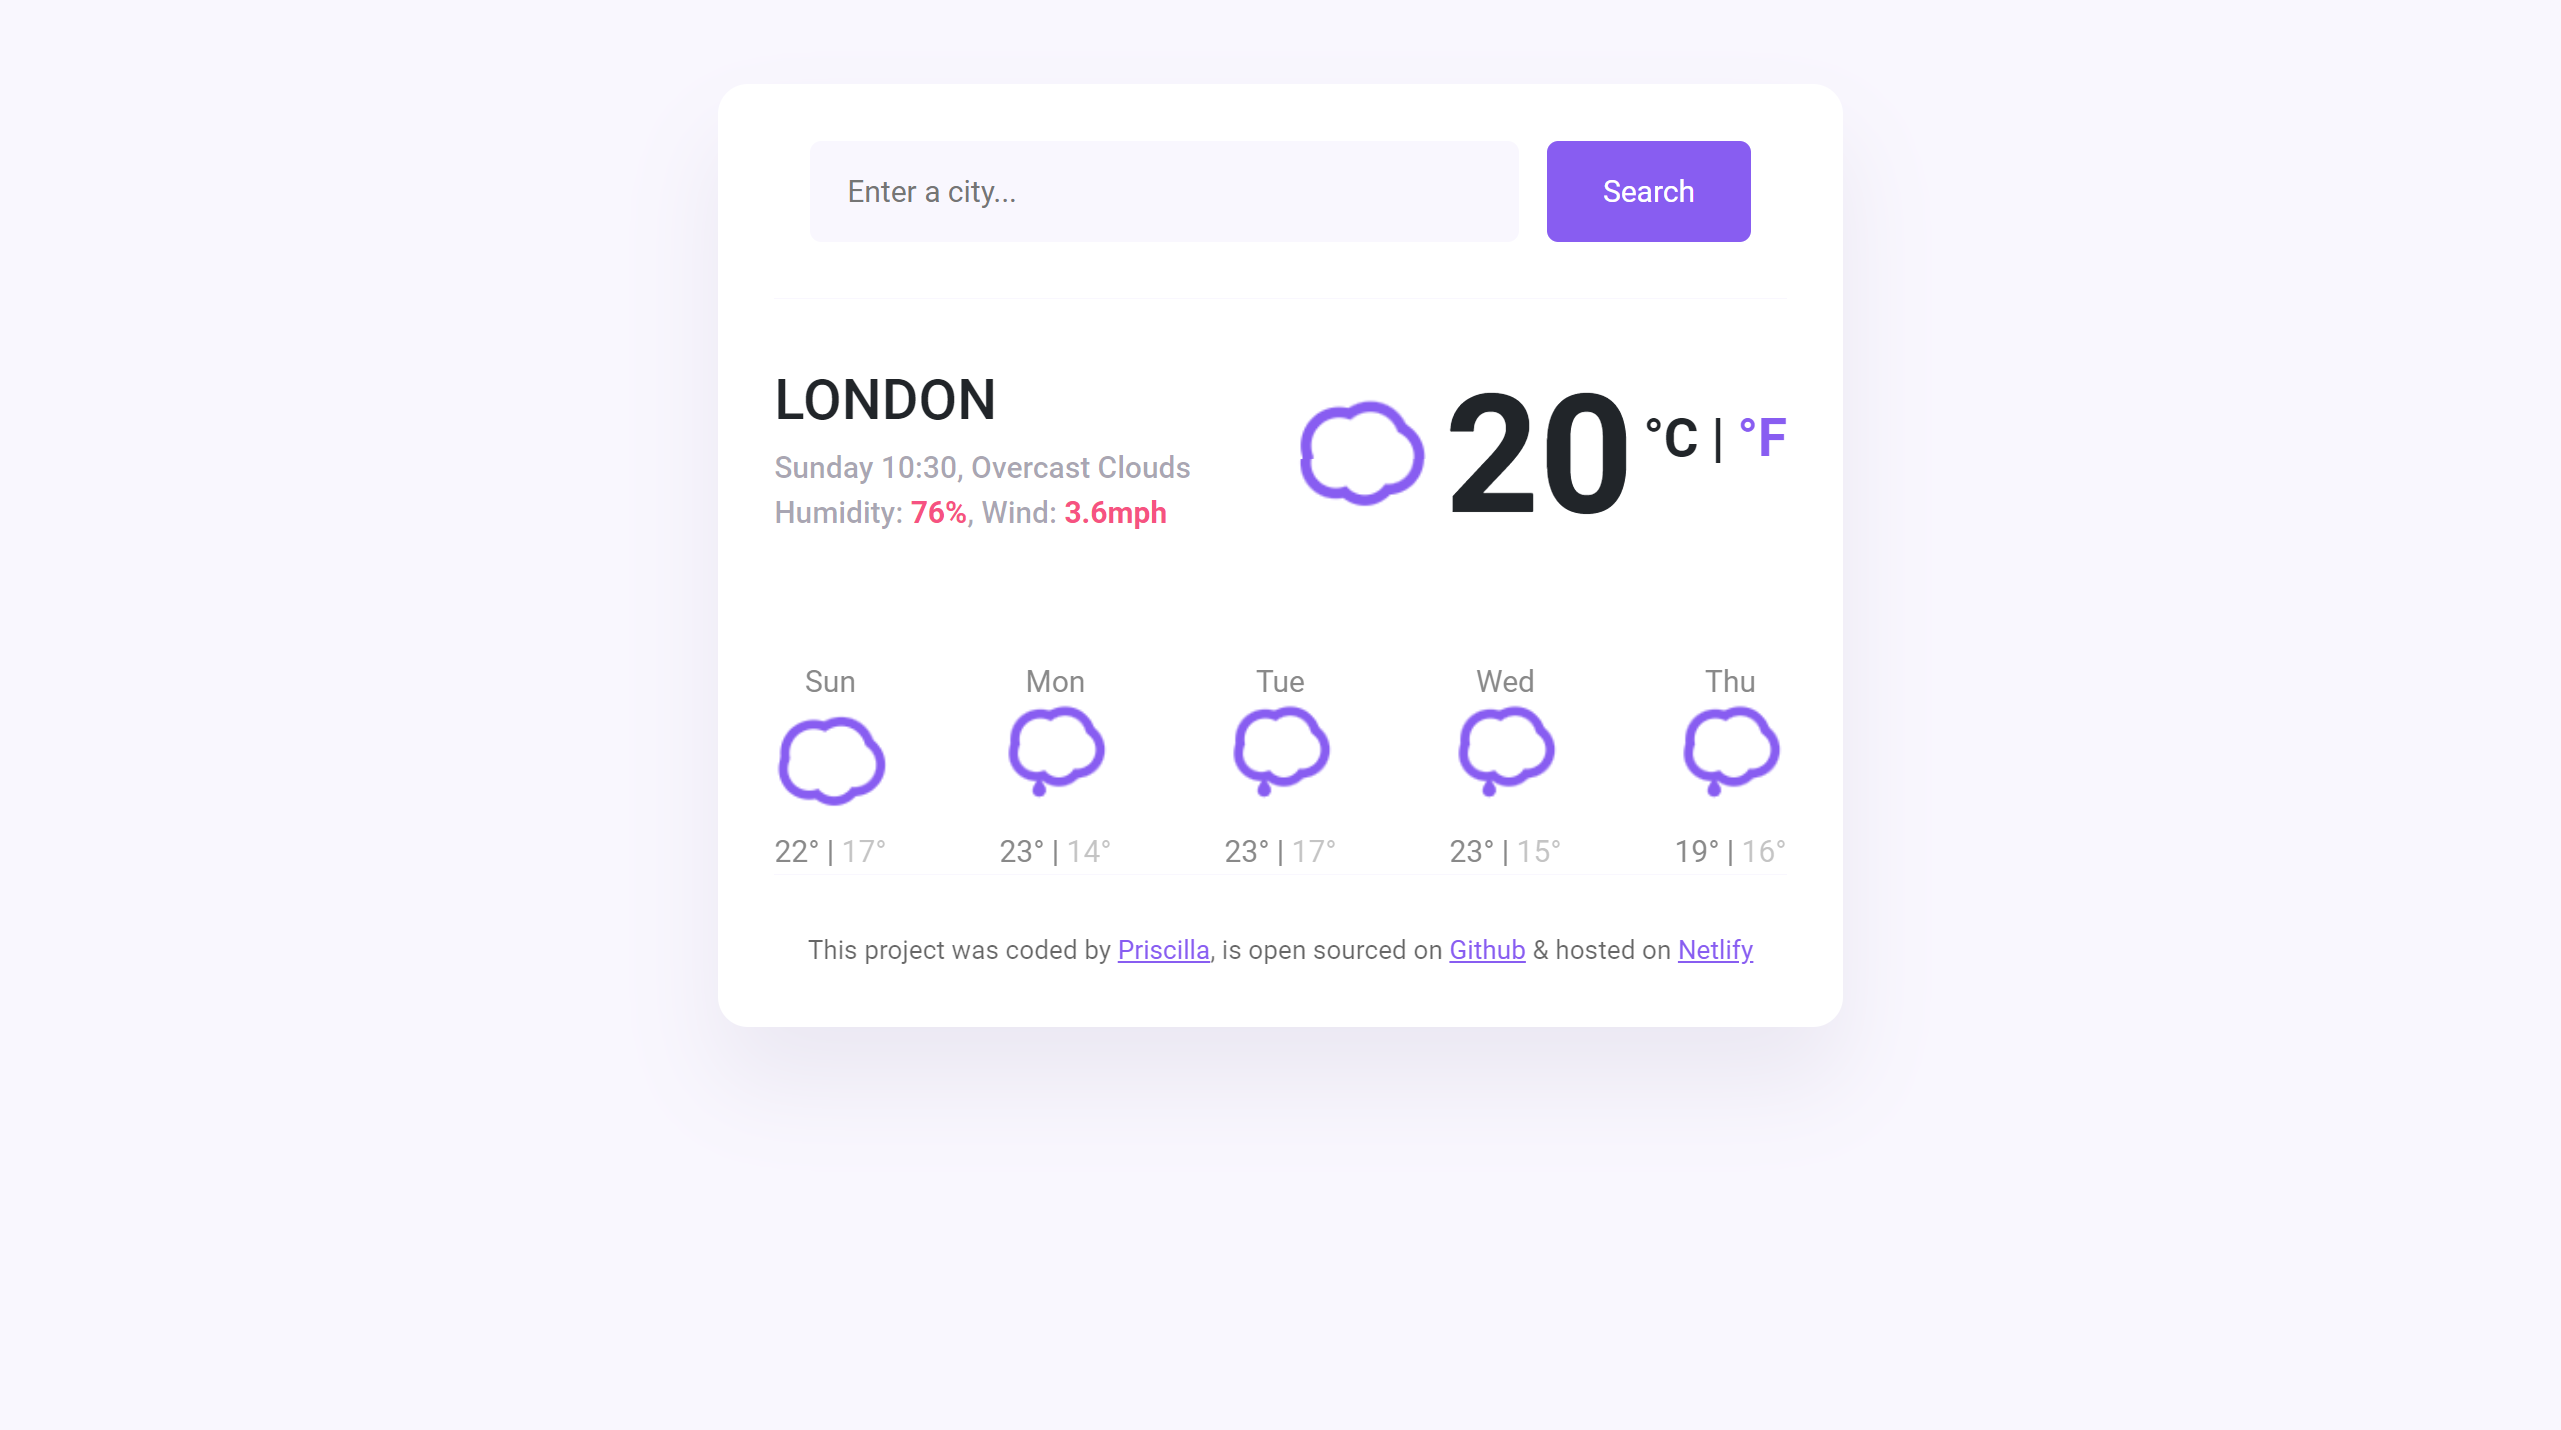 Enter a city...
Search
LONDON
Sunday 10:30, Overcast Clouds
Humidity: 76%, Wind: 3.6mph
20 °C | °F
Sun Mon Tue Wed Thu
22° | 17° 23° | 14° 23° | 17° 23° | 15° 19° | 16°
This project was coded by Priscilla, is open sourced on Github & hosted on Netlify